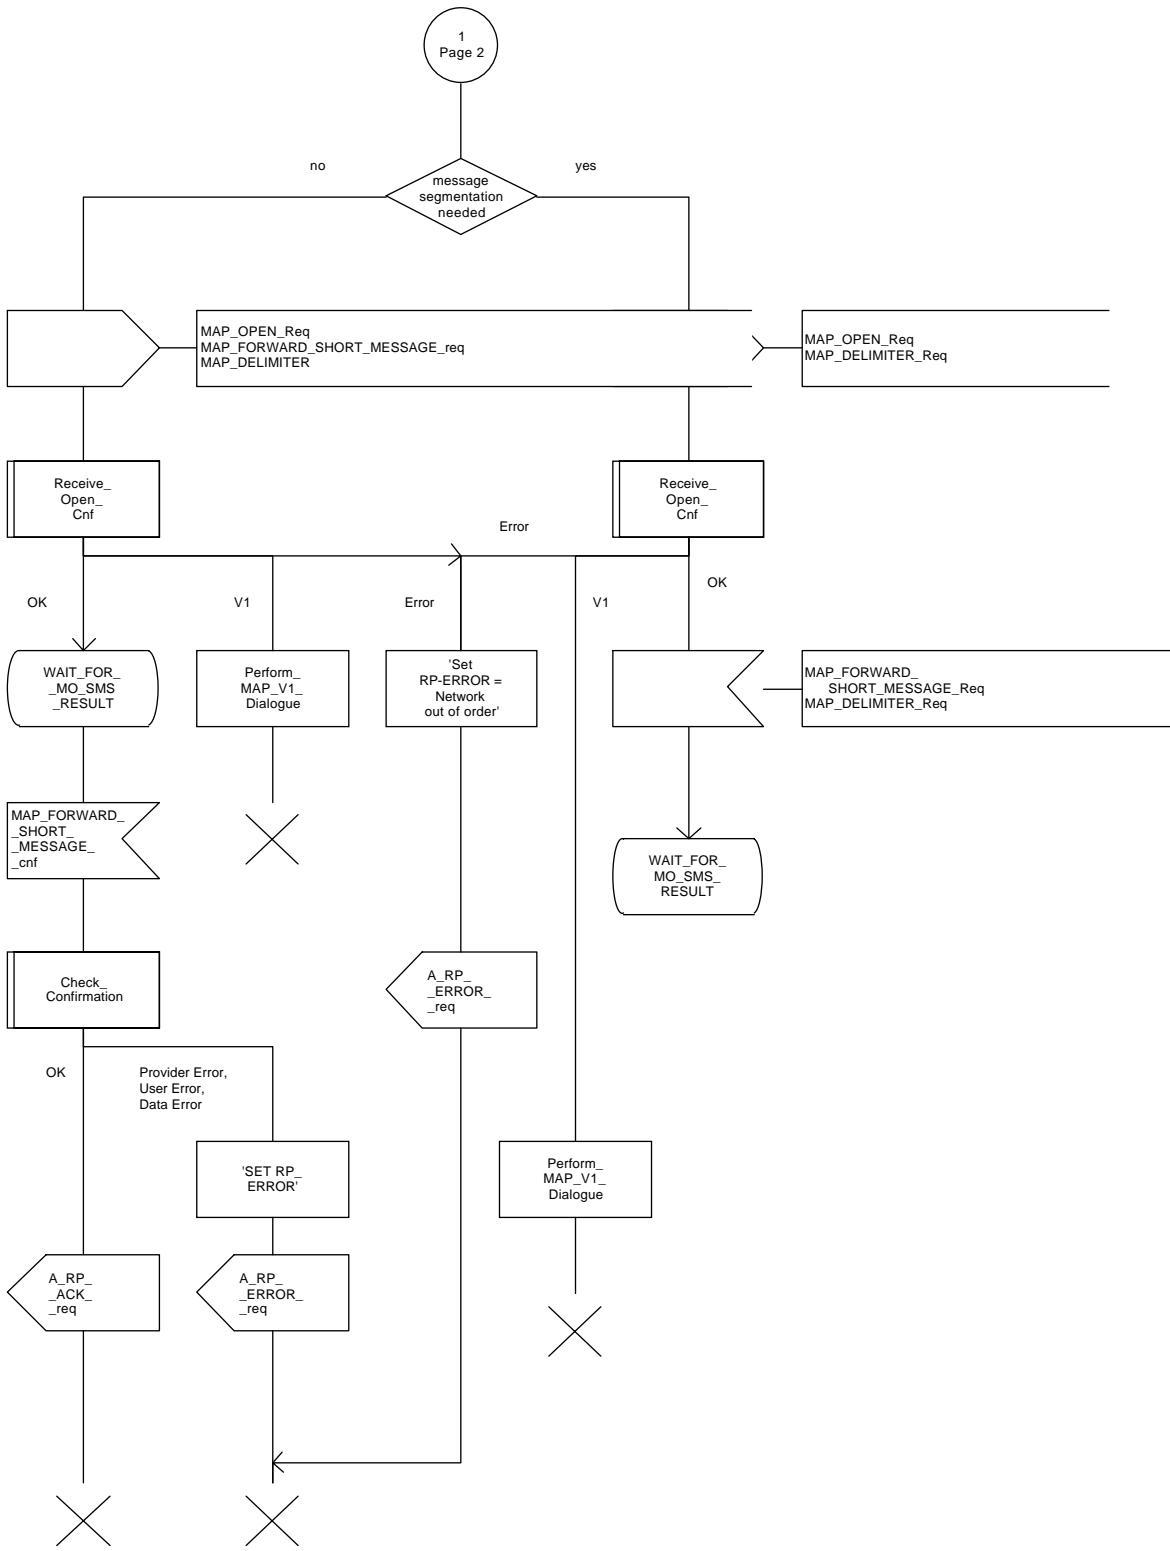 1
Page 2
no
yes
message
segmentation
needed
MAP_OPEN_Req
MAP_FORWARD_SHORT_MESSAGE_req
MAP_DELIMITER
MAP_OPEN_Req
MAP_DELIMITER_Req
Receive_
Open_
Cnf
Receive_
Open_
Cnf
Error
OK
V1
Error
V1
OK
WAIT_FOR_
_MO_SMS
_RESULT
Perform_
MAP_V1_
Dialogue
'Set
RP-ERROR =
Network
out of order'
MAP_FORWARD_
SHORT_MESSAGE_Req
MAP_DELIMITER_Req
MAP_FORWARD_
_SHORT_
_MESSAGE_
_cnf
WAIT_FOR_
MO_SMS_
RESULT
Check_
Confirmation
A_RP_
_ERROR_
_req
OK
Provider Error,
User Error,
Data Error
'SET RP_
ERROR'
Perform_
MAP_V1_
Dialogue
A_RP_
_ACK_
_req
A_RP_
_ERROR_
_req